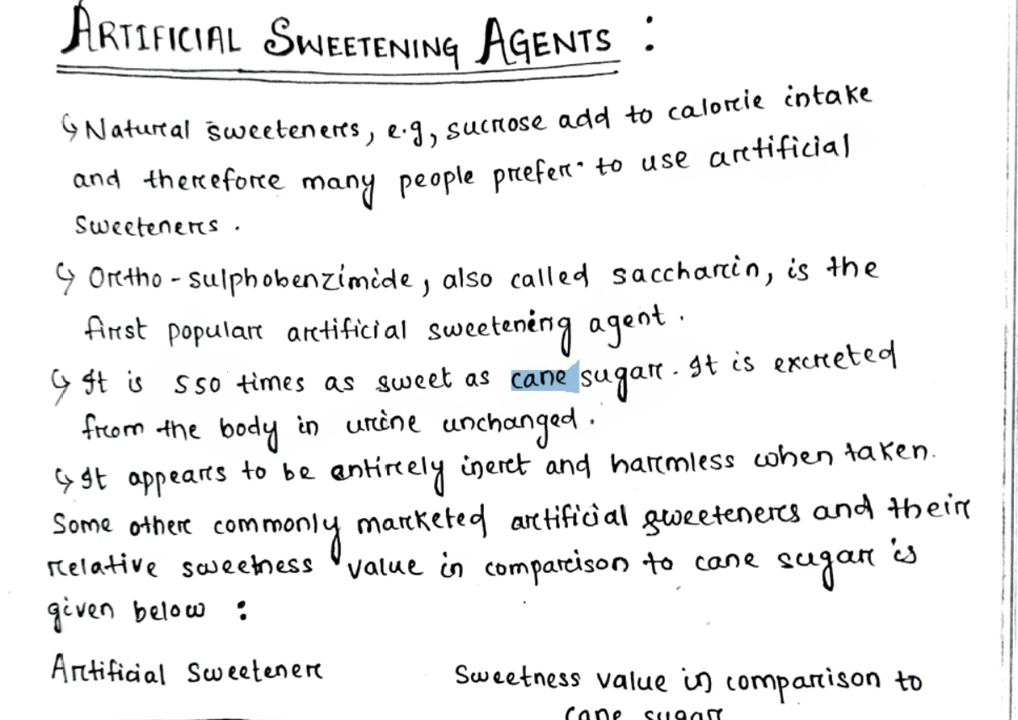 ARTIFICIAL SWEETENING AGENTS :
↳ Natural sweeteners, e.g, sucrose add to calorie intake
and therefore many people prefer to use artificial
sweeteners.
↳ Ortho-sulphobenzimide, also called saccharin, is the
first popular artificial sweetening agent.
↳ It is 550 times as sweet as cane sugar. It is excreted
from the body in urine unchanged.
↳ It appears to be entirely inert and harmless when taken.
Some other commonly marketed artificial sweeteners and their
relative sweetness value in comparison to cane sugar is
given below :
Artificial Sweetener
Sweetness value in comparison to
cane sugar